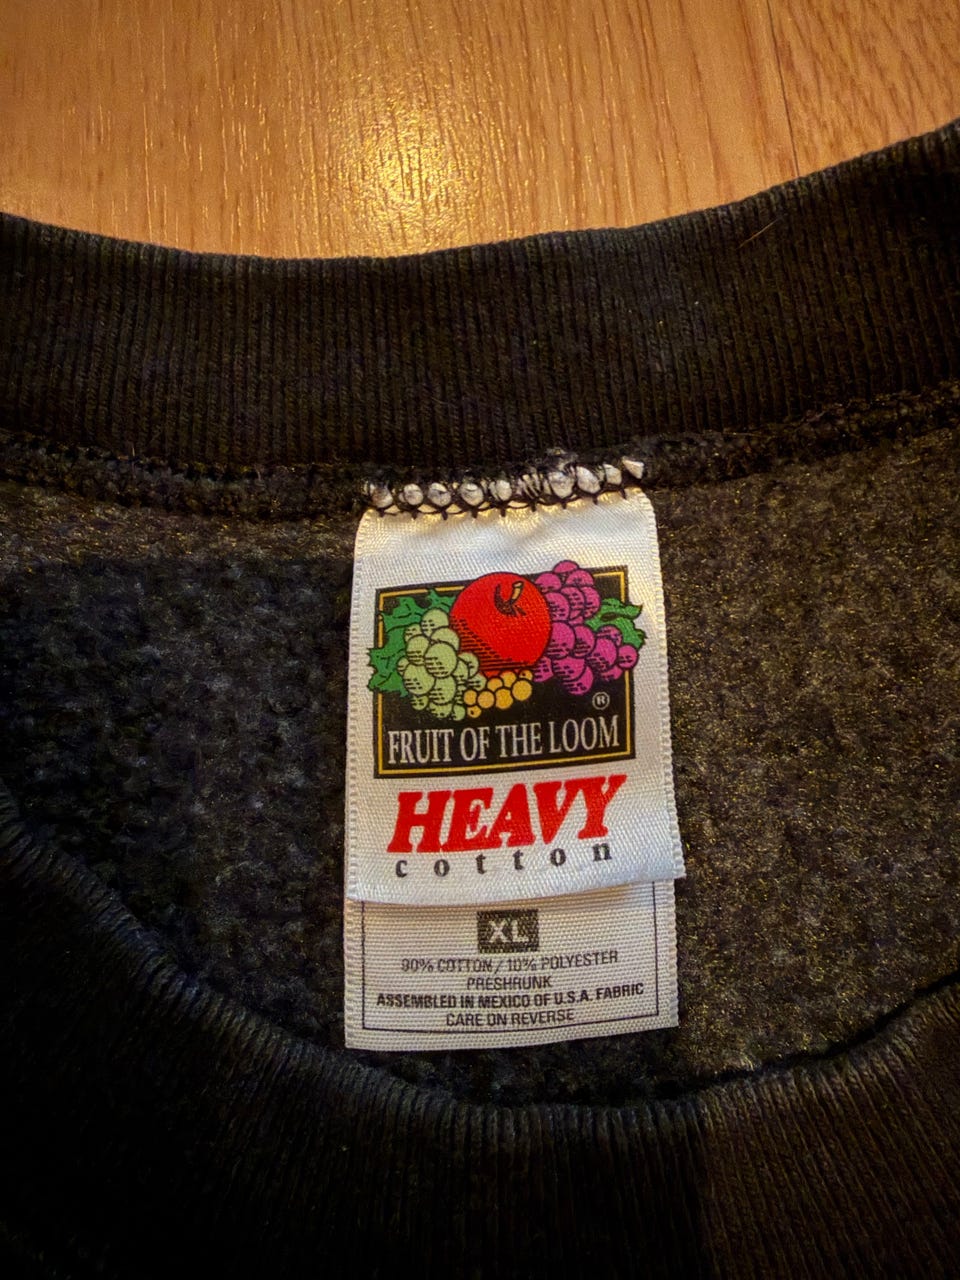 ®
FRUIT OF THE LOOM
HEAVY
cotton
XL
90% COTTON / 10% POLYESTER
PRESHRUNK
ASSEMBLED IN MEXICO OF U.S.A. FABRIC
CARE ON REVERSE